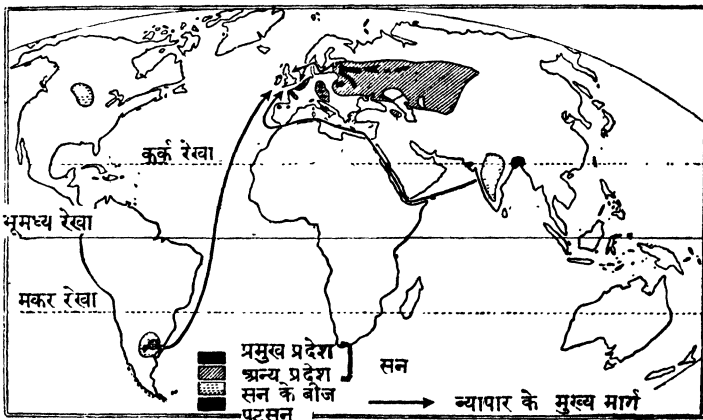 कर्क रेखा
भूमध्य रेखा
मकर रेखा
प्रमुख प्रदेश
अन्य प्रदेश
सन के बीज
पटसन
सन
व्यापार के मुख्य मार्ग